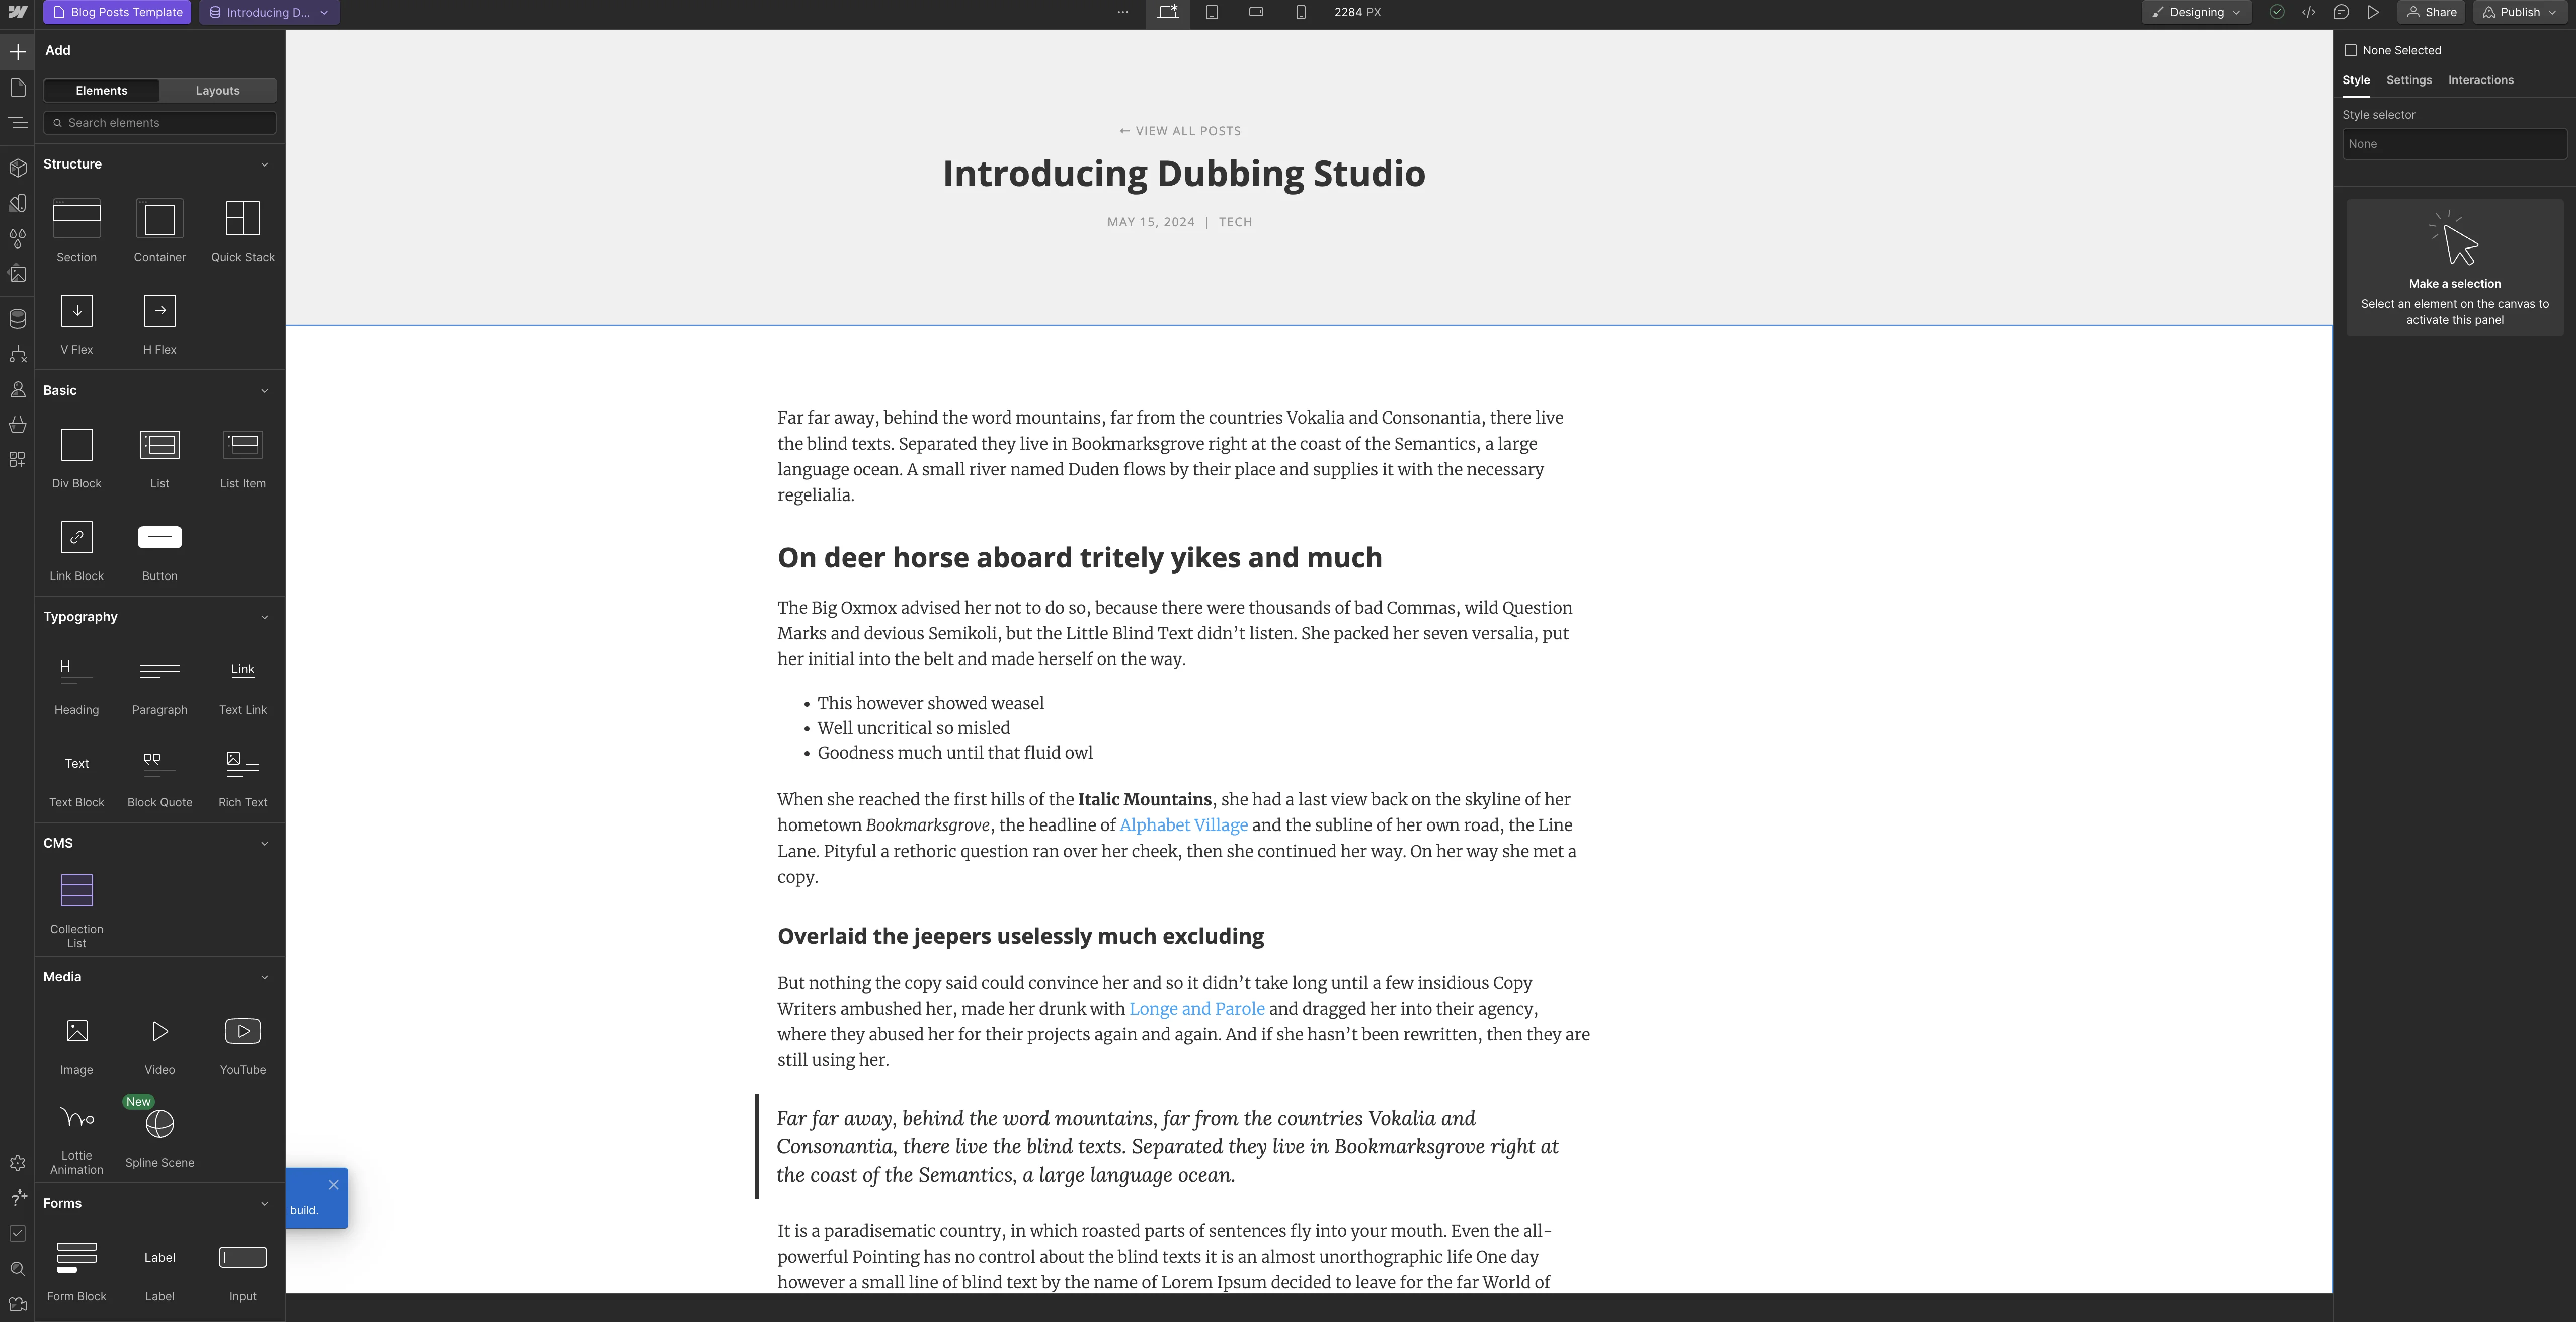 Blog Posts Template
Introducing D...
2284 PX
Designing
Share
Publish
Add
Elements
Layouts
Search elements
Structure
Section
Container
Quick Stack
V Flex
H Flex
Basic
Div Block
List
List Item
Link Block
Button
Typography
H
Link
Heading
Paragraph
Text Link
Text
Text Block
Block Quote
Rich Text
CMS
Collection
List
Media
Image
Video
YouTube
New
Lottie
Animation
Spline Scene
Forms
Label
Form Block
Label
Input
build.
← VIEW ALL POSTS
Introducing Dubbing Studio
MAY 15, 2024 | TECH
Far far away, behind the word mountains, far from the countries Vokalia and Consonantia, there live
the blind texts. Separated they live in Bookmarksgrove right at the coast of the Semantics, a large
language ocean. A small river named Duden flows by their place and supplies it with the necessary
regelialia.
On deer horse aboard tritely yikes and much
The Big Oxmox advised her not to do so, because there were thousands of bad Commas, wild Question
Marks and devious Semikoli, but the Little Blind Text didn’t listen. She packed her seven versalia, put
her initial into the belt and made herself on the way.
• This however showed weasel
• Well uncritical so misled
• Goodness much until that fluid owl
When she reached the first hills of the Italic Mountains, she had a last view back on the skyline of her
hometown Bookmarksgrove, the headline of Alphabet Village and the subline of her own road, the Line
Lane. Pityful a rethoric question ran over her cheek, then she continued her way. On her way she met a
copy.
Overlaid the jeepers uselessly much excluding
But nothing the copy said could convince her and so it didn’t take long until a few insidious Copy
Writers ambushed her, made her drunk with Longe and Parole and dragged her into their agency,
where they abused her for their projects again and again. And if she hasn’t been rewritten, then they are
still using her.
Far far away, behind the word mountains, far from the countries Vokalia and
Consonantia, there live the blind texts. Separated they live in Bookmarksgrove right at
the coast of the Semantics, a large language ocean.
It is a paradisematic country, in which roasted parts of sentences fly into your mouth. Even the all-
powerful Pointing has no control about the blind texts it is an almost unorthographic life One day
however a small line of blind text by the name of Lorem Ipsum decided to leave for the far World of
None Selected
Style
Settings
Interactions
Style selector
None
Make a selection
Select an element on the canvas to
activate this panel